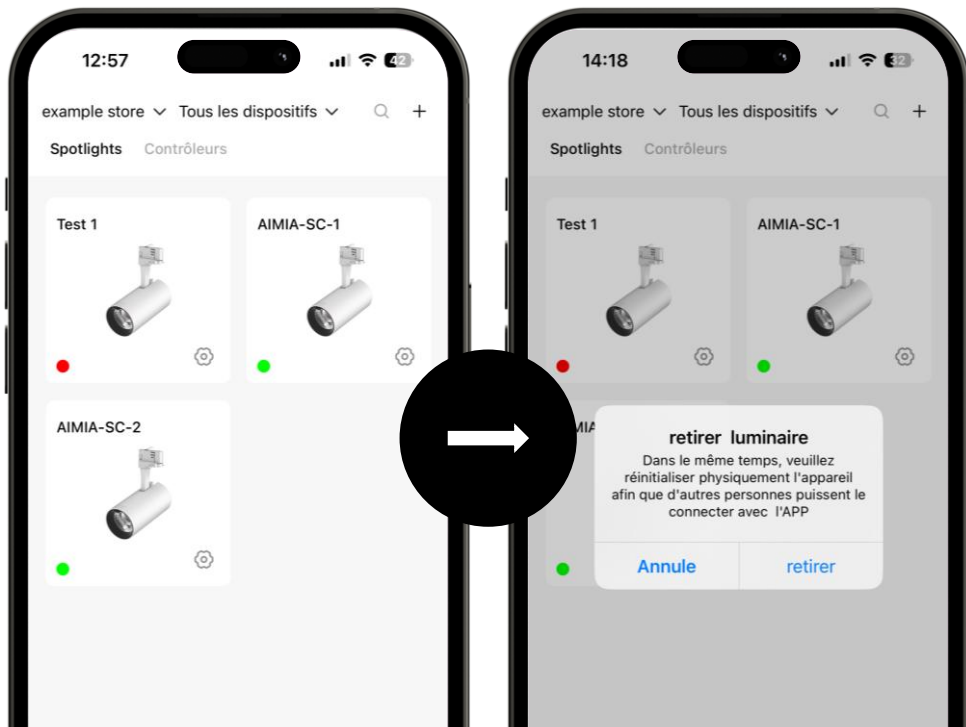 12:57
42
example store Tous les dispositifs
Spotlights Contrôleurs
Test 1
AIMIA-SC-1
AIMIA-SC-2
14:18
32
example store Tous les dispositifs
Spotlights Contrôleurs
Test 1
AIMIA-SC-1
retirer luminaire
Dans le même temps, veuillez
réinitialiser physiquement l'appareil
afin que d'autres personnes puissent le
connecter avec l'APP
Annule retirer